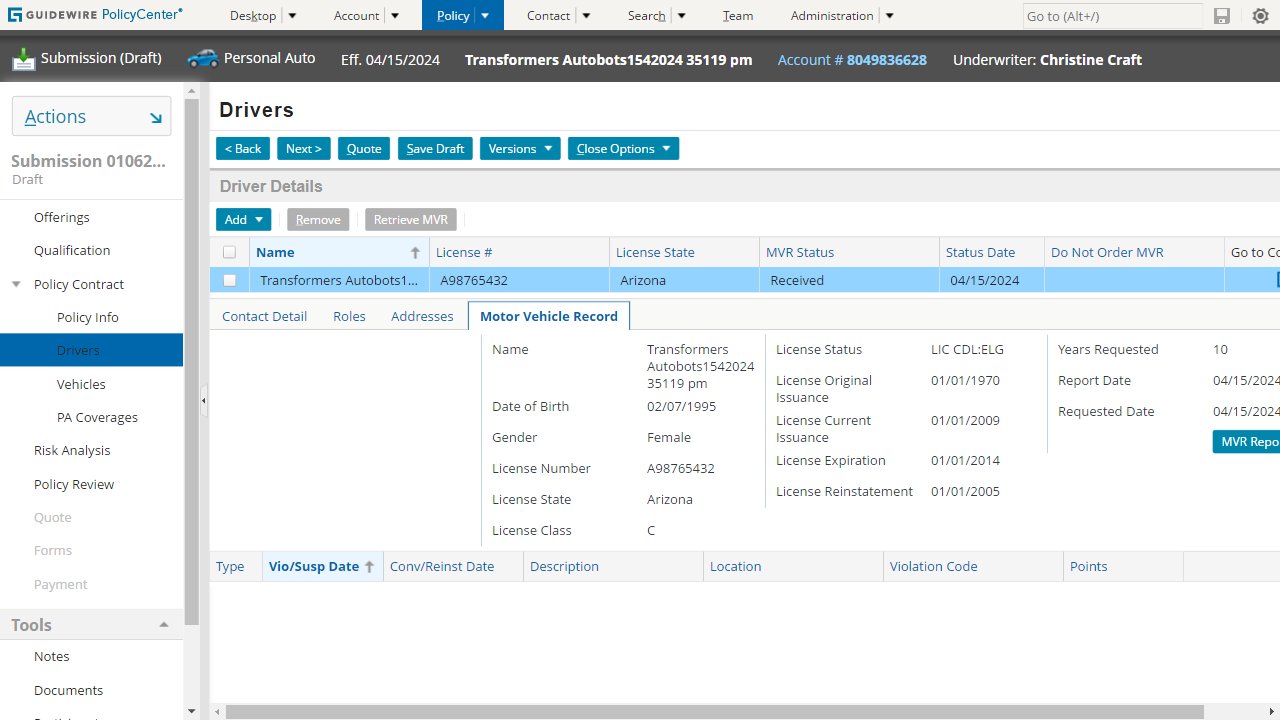 GUIDEWIRE PolicyCenter®
Desktop
Account
Policy
Contact
Search
Team
Administration
Go to (Alt+/)
Submission (Draft)
Personal Auto
Eff. 04/15/2024
Transformers Autobots1542024 35119 pm
Account # 8049836628
Underwriter: Christine Craft
Actions
Submission 01062...
Draft
Offerings
Qualification
Policy Contract
Policy Info
Drivers
Vehicles
PA Coverages
Risk Analysis
Policy Review
Quote
Forms
Payment
Tools
Notes
Documents
Drivers
< Back
Next >
Quote
Save Draft
Versions
Close Options
Driver Details
Add
Remove
Retrieve MVR
Name
License #
License State
MVR Status
Status Date
Do Not Order MVR
Go to Co
Transformers Autobots1...
A98765432
Arizona
Received
04/15/2024
Contact Detail
Roles
Addresses
Motor Vehicle Record
Name
Transformers
Autobots1542024
35119 pm
Date of Birth
02/07/1995
Gender
Female
License Number
A98765432
License State
Arizona
License Class
C
License Status
LIC CDL:ELG
License Original
Issuance
01/01/1970
License Current
Issuance
01/01/2009
License Expiration
01/01/2014
License Reinstatement
01/01/2005
Years Requested
10
Report Date
04/15/2024
Requested Date
04/15/2024
MVR Repo
Type
Vio/Susp Date
Conv/Reinst Date
Description
Location
Violation Code
Points